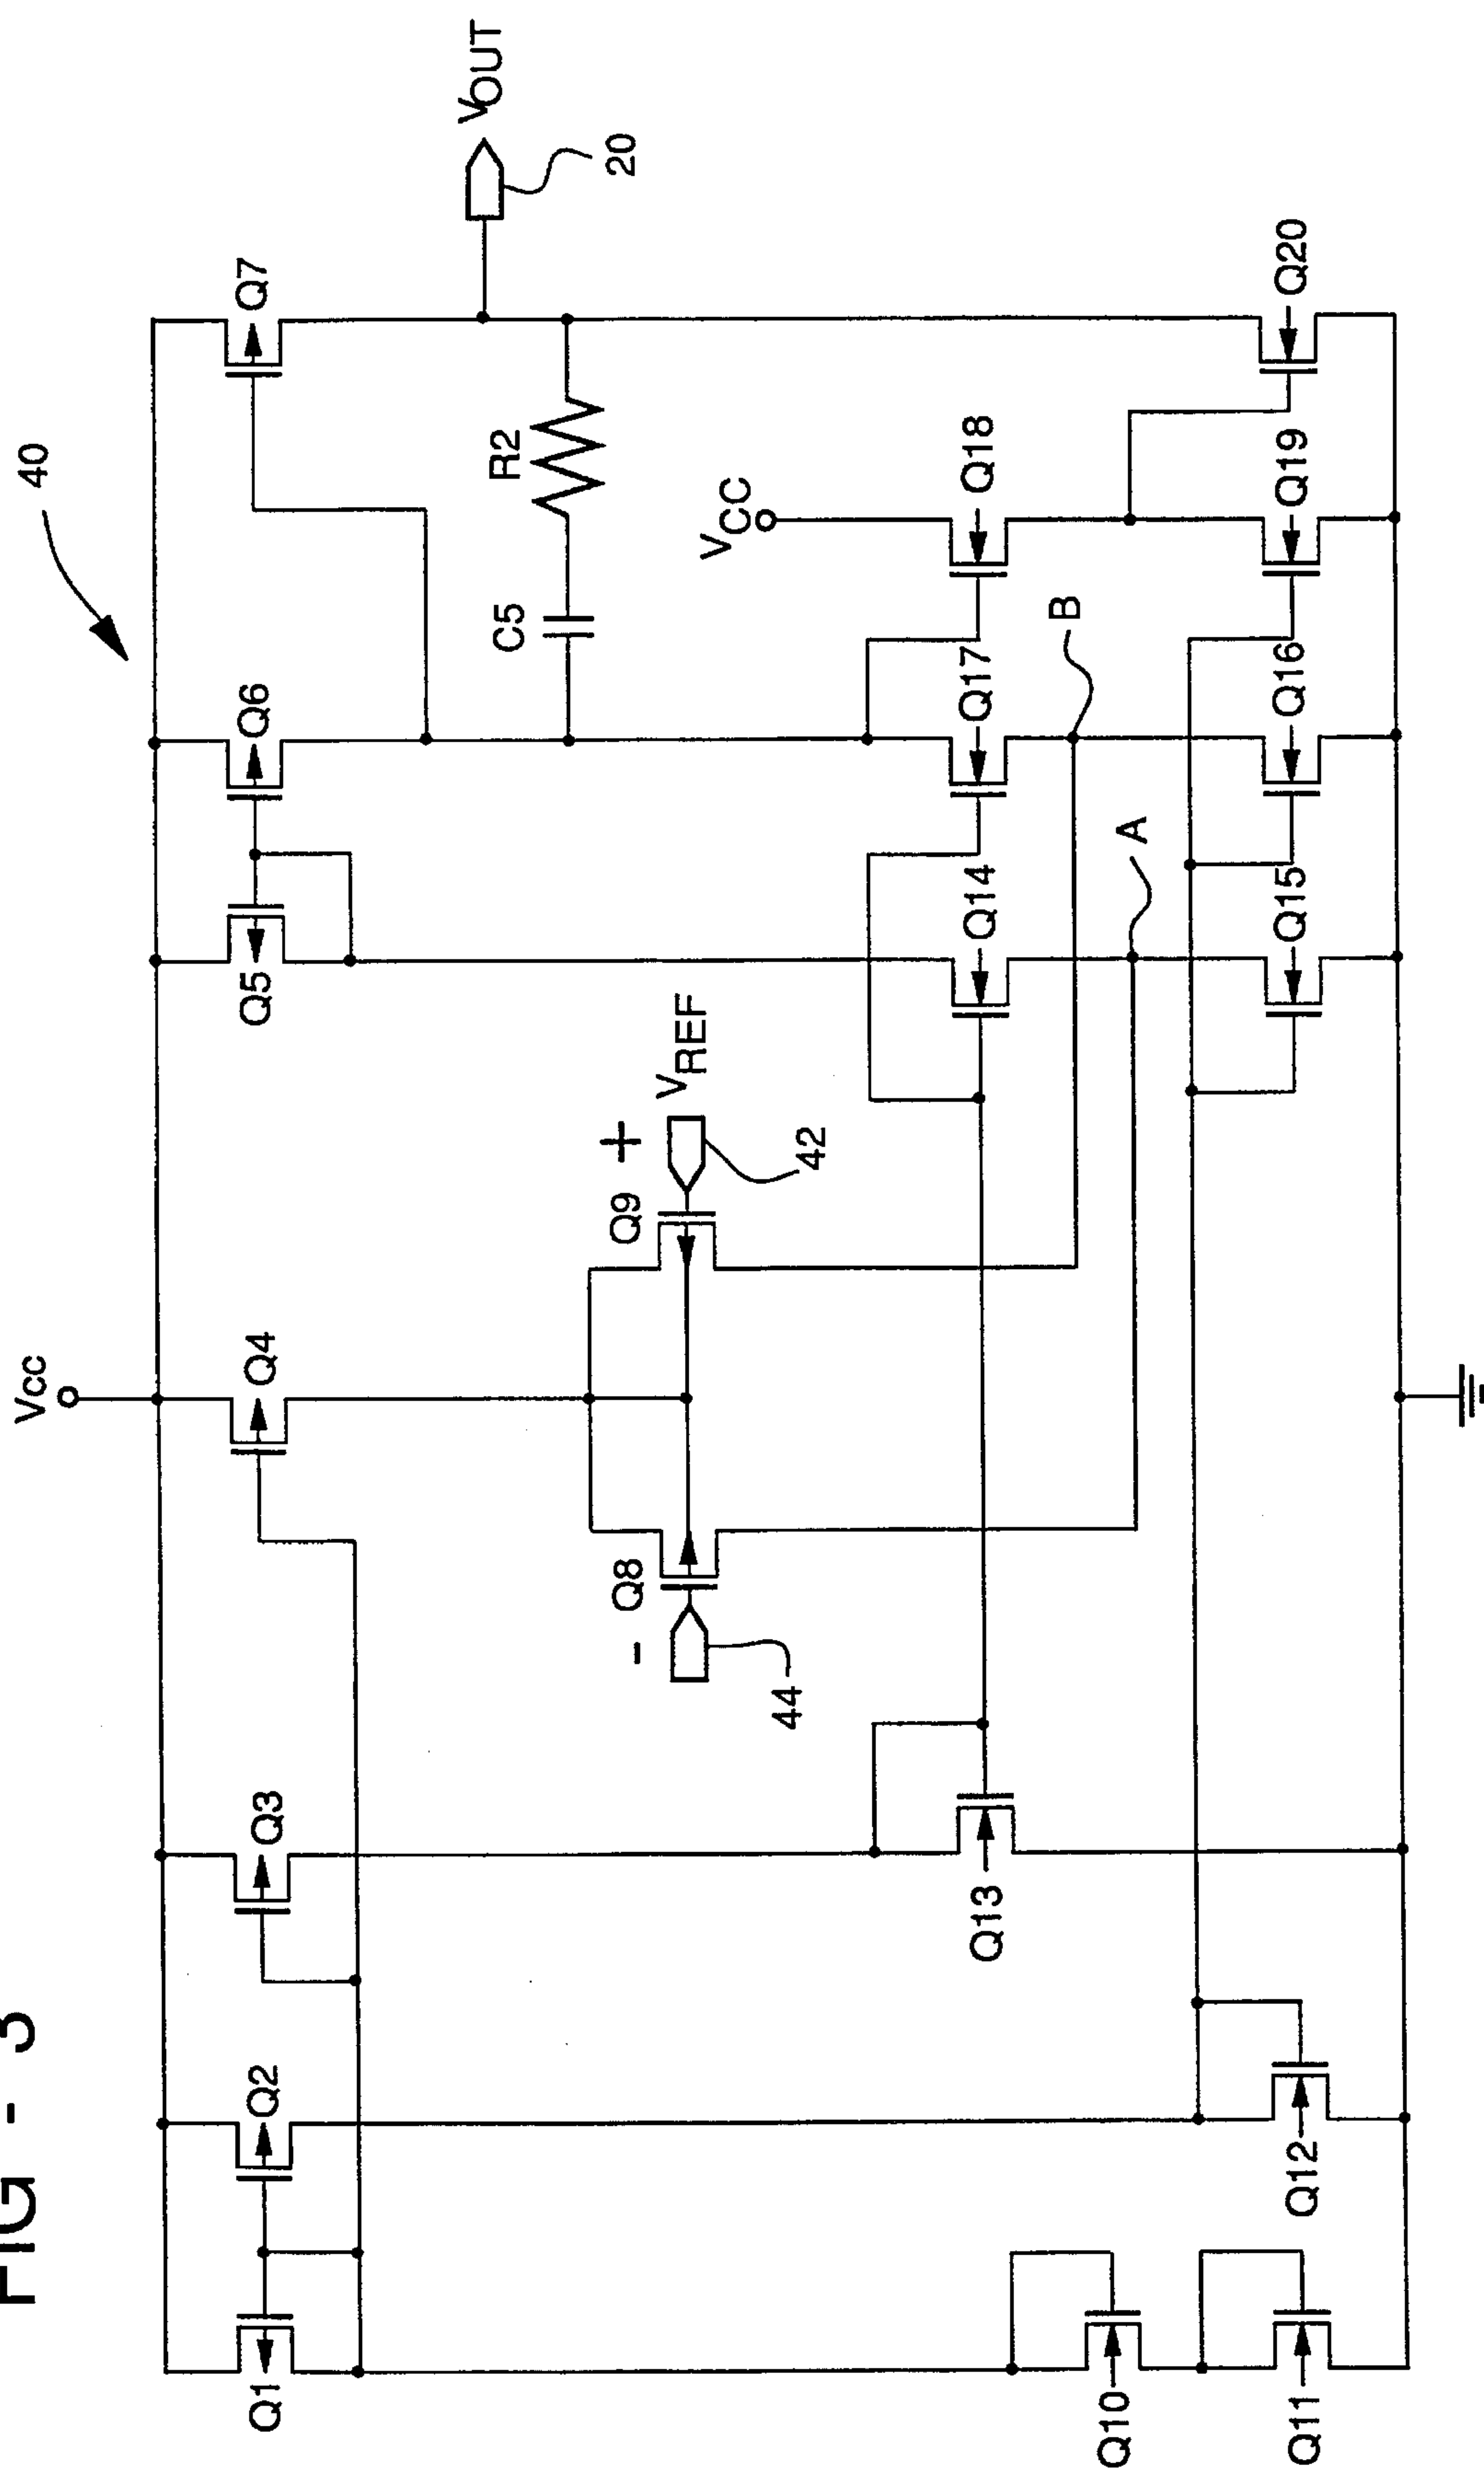 FIG - 3
40
Vcc
Q1
Q2
Q3
Q4
Q5
Q6
Q7
VOUT
20
R2
C5
- Q8
44
Q9 +
VREF
42
VCC
Q13
Q14
Q17
Q18
B
A
Q10
Q11
Q12
Q15
Q16
Q19
Q20